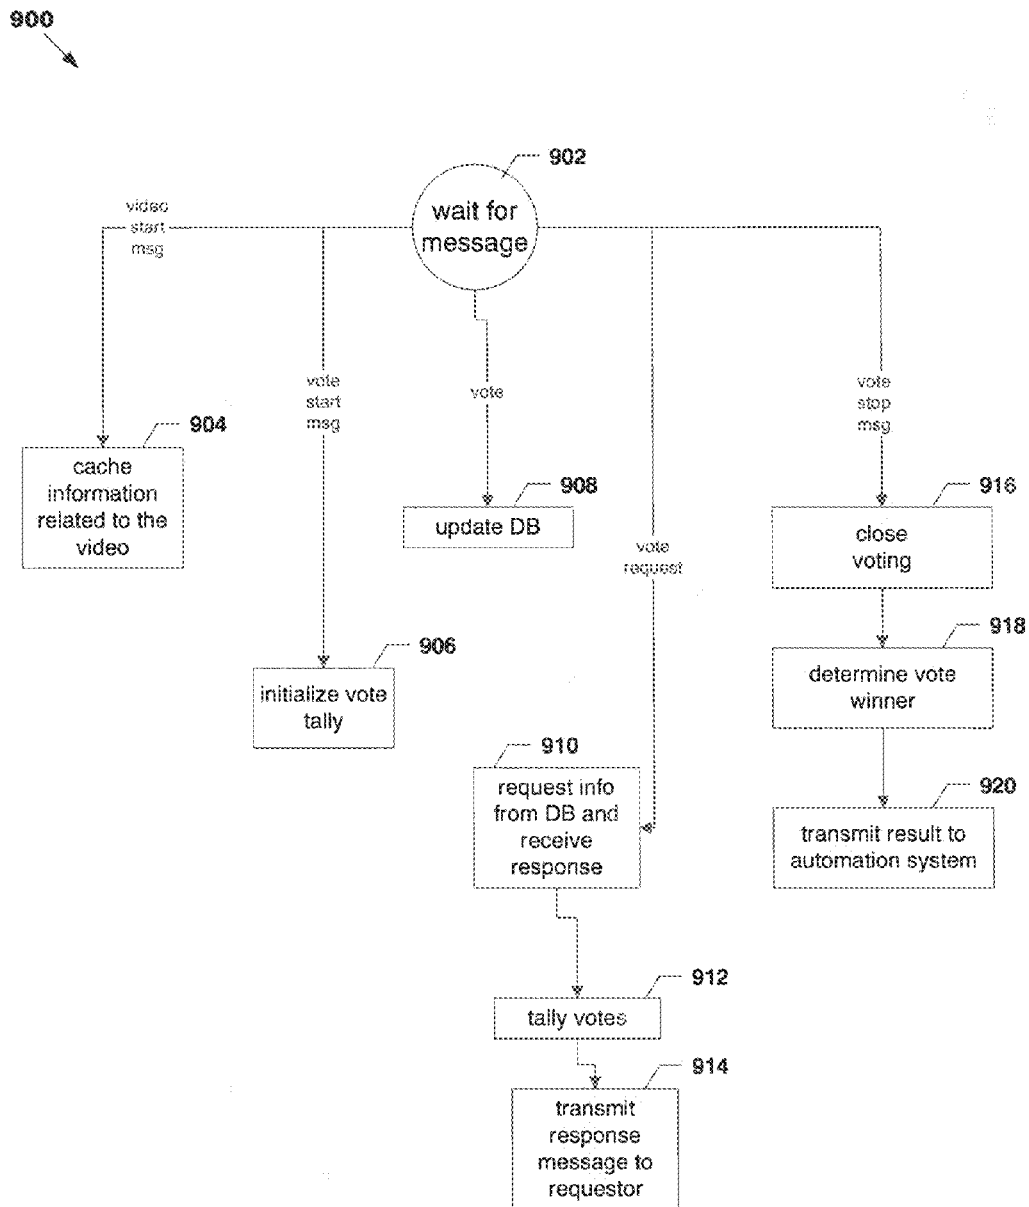 900
902
wait for
message
video
start
msg
vote
start
msg
vote
vote
stop
msg
904
cache
information
related to the
video
908
update DB
916
close
voting
vote
request
906
initialize vote
tally
918
determine vote
winner
910
request info
from DB and
receive
response
920
transmit result to
automation system
912
tally votes
914
transmit
response
message to
requestor